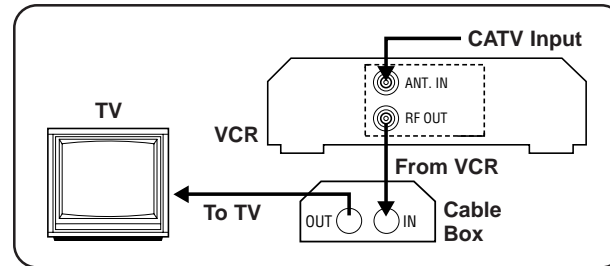 CATV Input
ANT. IN
TV
RF OUT
VCR
From VCR
To TV
OUT
IN
Cable
Box